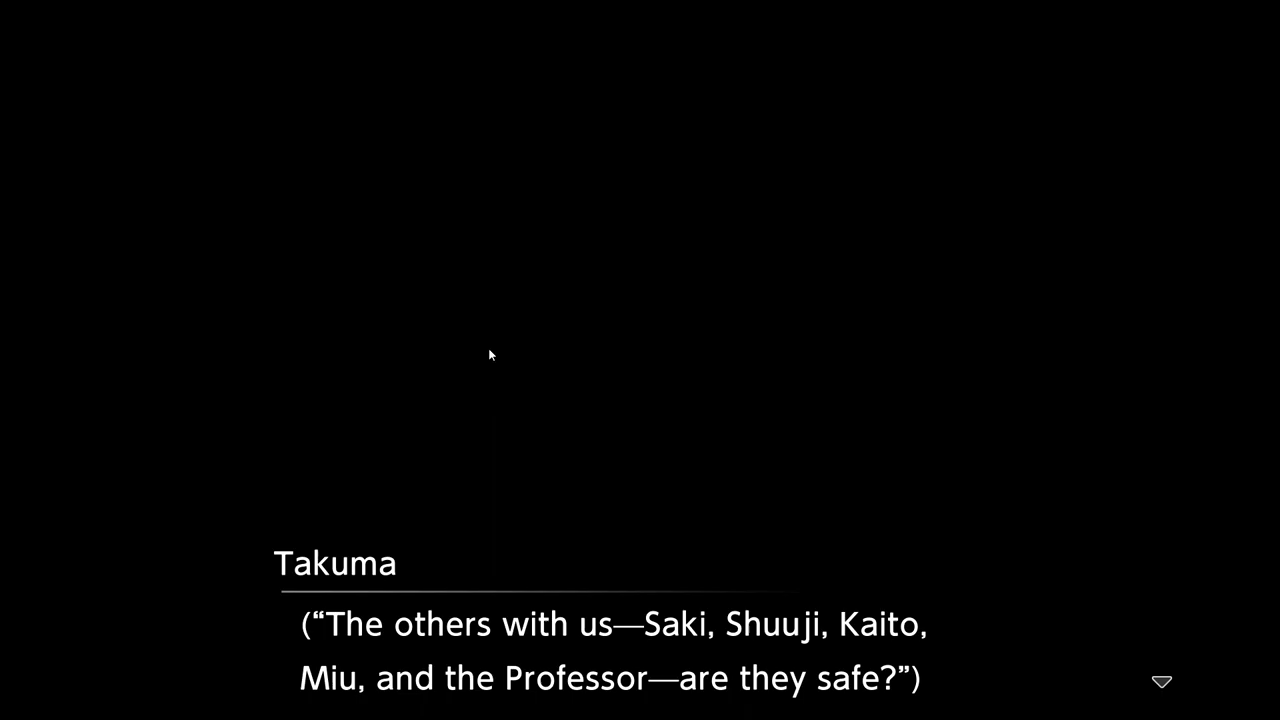 Takuma
(“The others with us—Saki, Shuuji, Kaito,
Miu, and the Professor—are they safe?”)